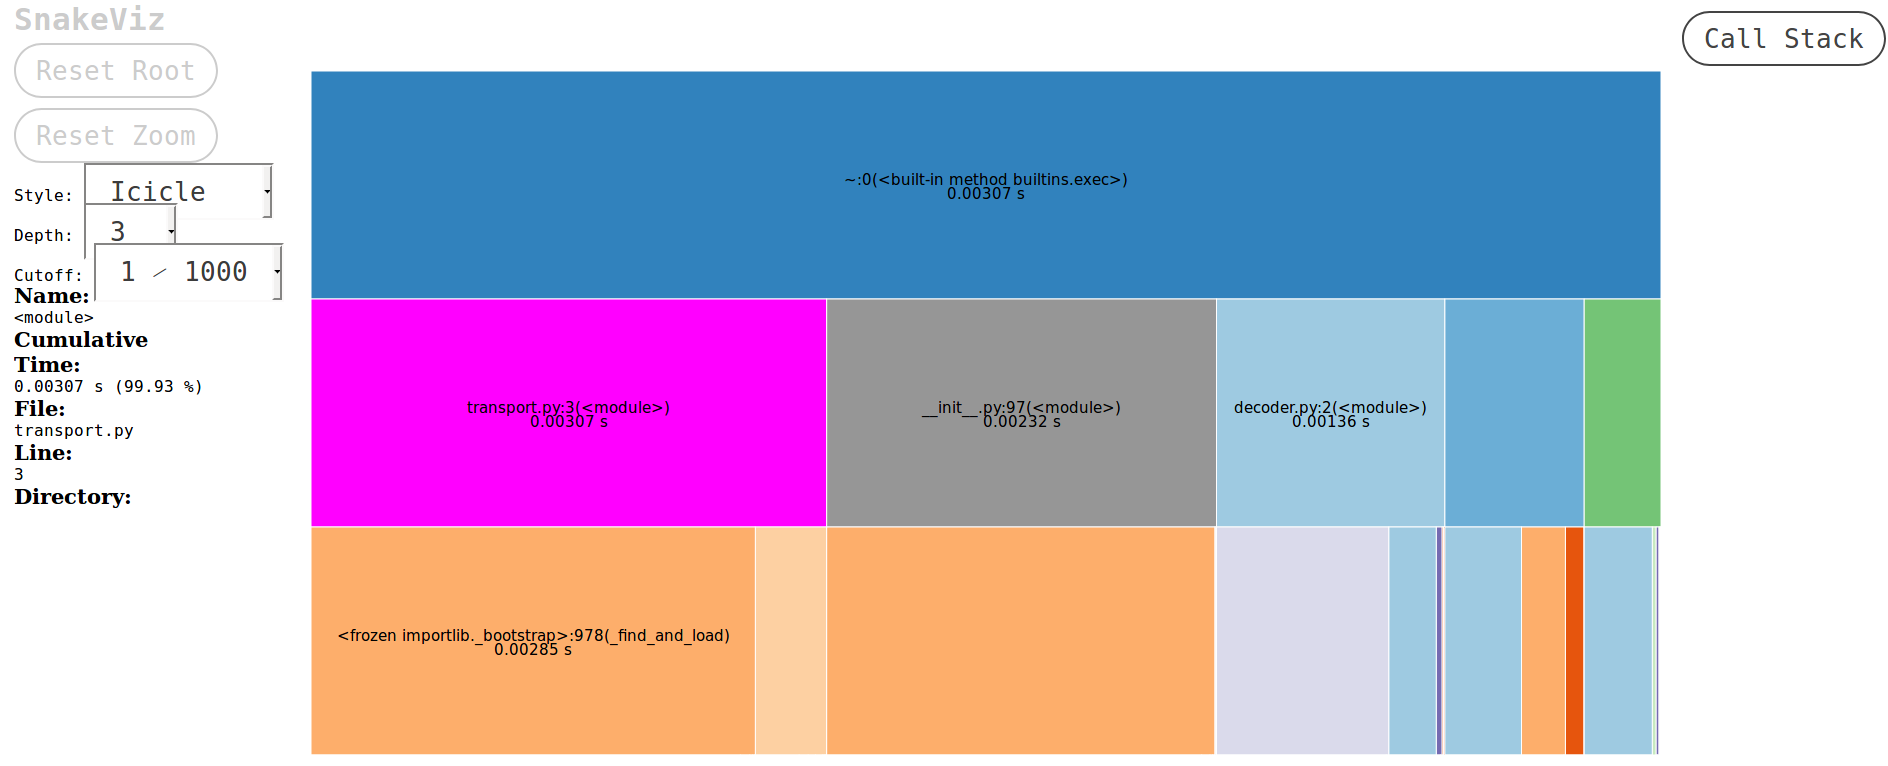 SnakeViz
Call Stack
Reset Root
Reset Zoom
Style: Icicle
Depth: 3
Cutoff: 1 / 1000
Name:
<module>
Cumulative
Time:
0.00307 s (99.93 %)
File:
transport.py
Line:
3
Directory:
~:0(<built-in method builtins.exec>)
0.00307 s
transport.py:3(<module>)
0.00307 s
__init__.py:97(<module>)
0.00232 s
decoder.py:2(<module>)
0.00136 s
<frozen importlib._bootstrap>:978(_find_and_load)
0.00285 s